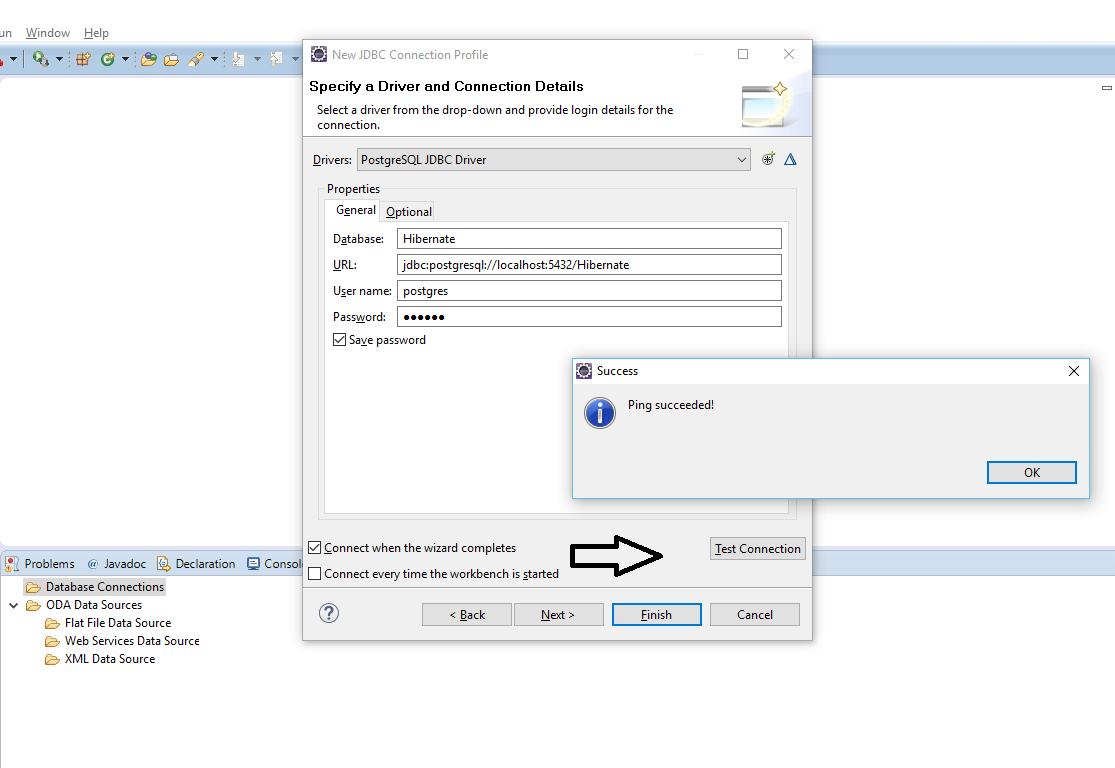 un Window Help
New JDBC Connection Profile
Specify a Driver and Connection Details
Select a driver from the drop-down and provide login details for the
connection.
Drivers: PostgreSQL JDBC Driver
Properties
General Optional
Database: Hibernate
URL: jdbc:postgresql://localhost:5432/Hibernate
User name: postgres
Password: ●●●●●●
Save password
Success
Ping succeeded!
OK
Connect when the wizard completes
Test Connection
Connect every time the workbench is started
< Back Next > Finish Cancel
Problems @ Javadoc Declaration Consol
Database Connections
ODA Data Sources
Flat File Data Source
Web Services Data Source
XML Data Source